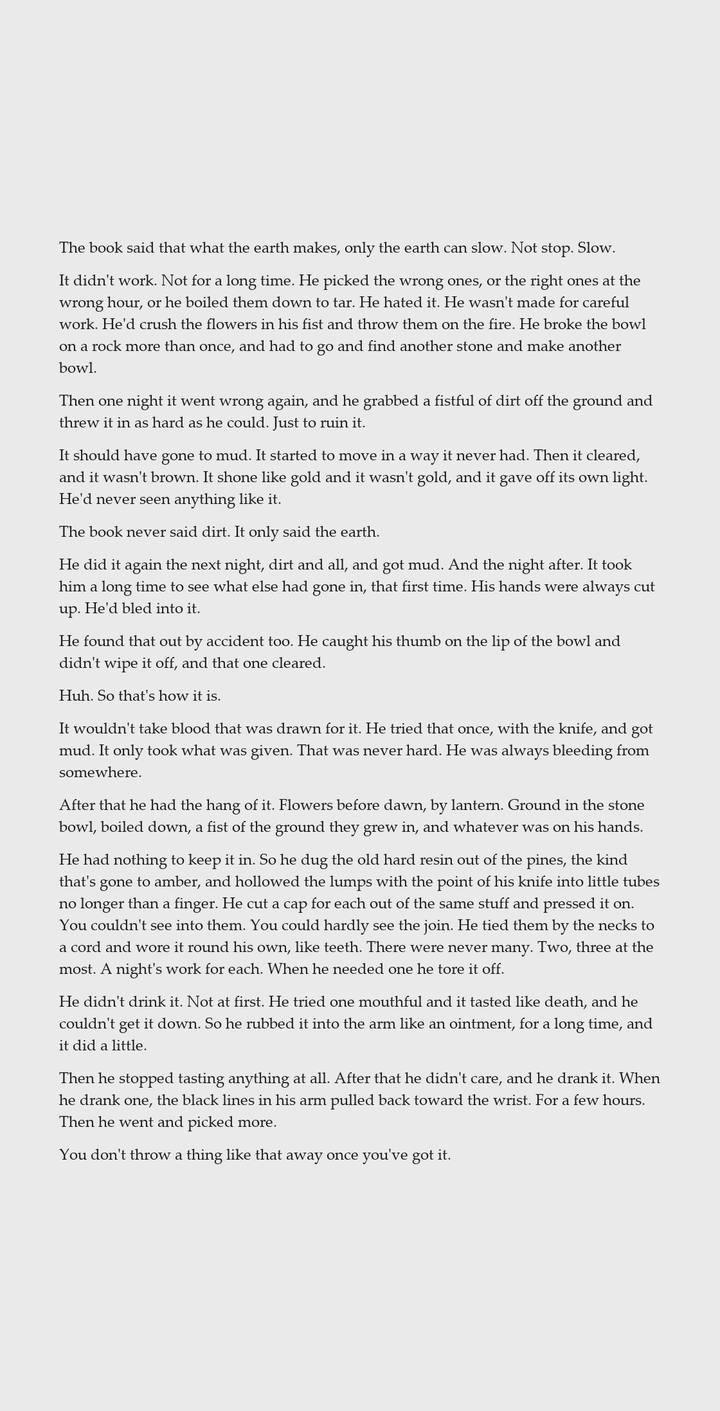 The book said that what the earth makes, only the earth can slow. Not stop. Slow.
It didn't work. Not for a long time. He picked the wrong ones, or the right ones at the
wrong hour, or he boiled them down to tar. He hated it. He wasn't made for careful
work. He'd crush the flowers in his fist and throw them on the fire. He broke the bowl
on a rock more than once, and had to go and find another stone and make another
bowl.
Then one night it went wrong again, and he grabbed a fistful of dirt off the ground and
threw it in as hard as he could. Just to ruin it.
It should have gone to mud. It started to move in a way it never had. Then it cleared,
and it wasn't brown. It shone like gold and it wasn't gold, and it gave off its own light.
He'd never seen anything like it.
The book never said dirt. It only said the earth.
He did it again the next night, dirt and all, and got mud. And the night after. It took
him a long time to see what else had gone in, that first time. His hands were always cut
up. He'd bled into it.
He found that out by accident too. He caught his thumb on the lip of the bowl and
didn't wipe it off, and that one cleared.
Huh. So that's how it is.
It wouldn't take blood that was drawn for it. He tried that once, with the knife, and got
mud. It only took what was given. That was never hard. He was always bleeding from
somewhere.
After that he had the hang of it. Flowers before dawn, by lantern. Ground in the stone
bowl, boiled down, a fist of the ground they grew in, and whatever was on his hands.
He had nothing to keep it in. So he dug the old hard resin out of the pines, the kind
that's gone to amber, and hollowed the lumps with the point of his knife into little tubes
no longer than a finger. He cut a cap for each out of the same stuff and pressed it on.
You couldn't see into them. You could hardly see the join. He tied them by the necks to
a cord and wore it round his own, like teeth. There were never many. Two, three at the
most. A night's work for each. When he needed one he tore it off.
He didn't drink it. Not at first. He tried one mouthful and it tasted like death, and he
couldn't get it down. So he rubbed it into the arm like an ointment, for a long time, and
it did a little.
Then he stopped tasting anything at all. After that he didn't care, and he drank it. When
he drank one, the black lines in his arm pulled back toward the wrist. For a few hours.
Then he went and picked more.
You don't throw a thing like that away once you've got it.